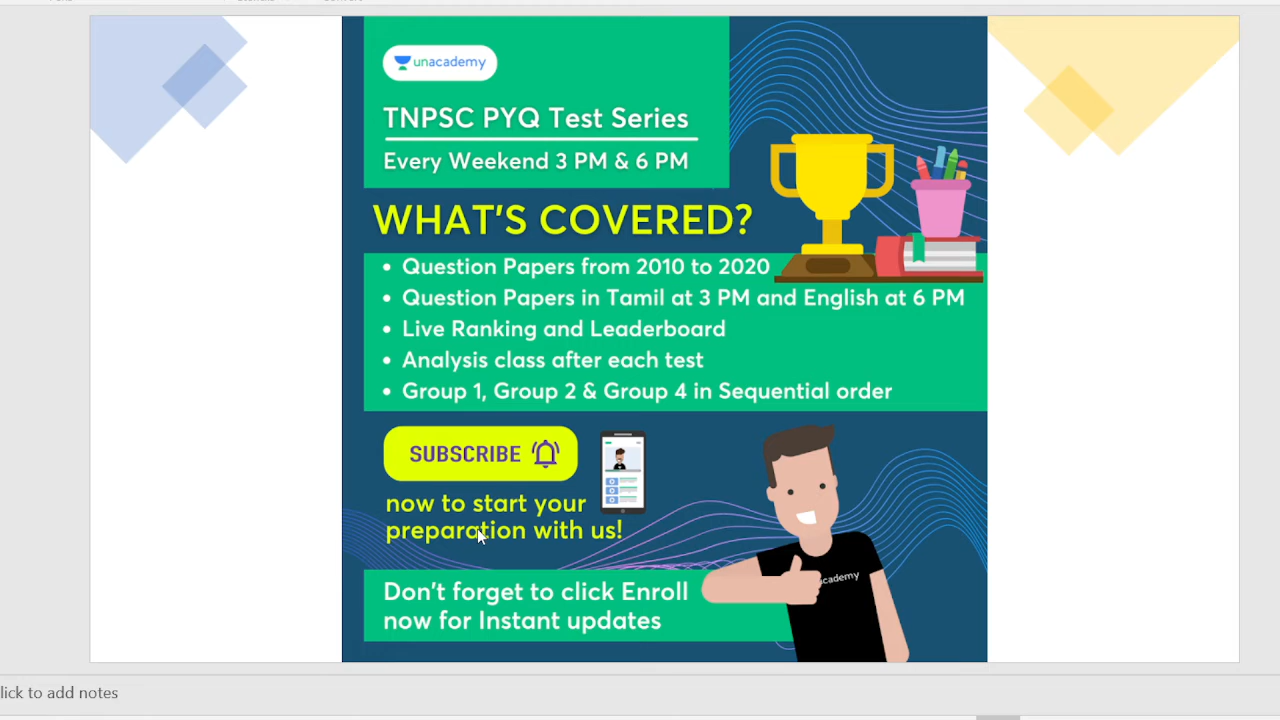 unacademy
TNPSC PYQ Test Series
Every Weekend 3 PM & 6 PM
WHAT'S COVERED?
• Question Papers from 2010 to 2020
• Question Papers in Tamil at 3 PM and English at 6 PM
• Live Ranking and Leaderboard
• Analysis class after each test
• Group 1, Group 2 & Group 4 in Sequential order
SUBSCRIBE
now to start your
preparation with us!
Don't forget to click Enroll
now for Instant updates
academy
lick to add notes